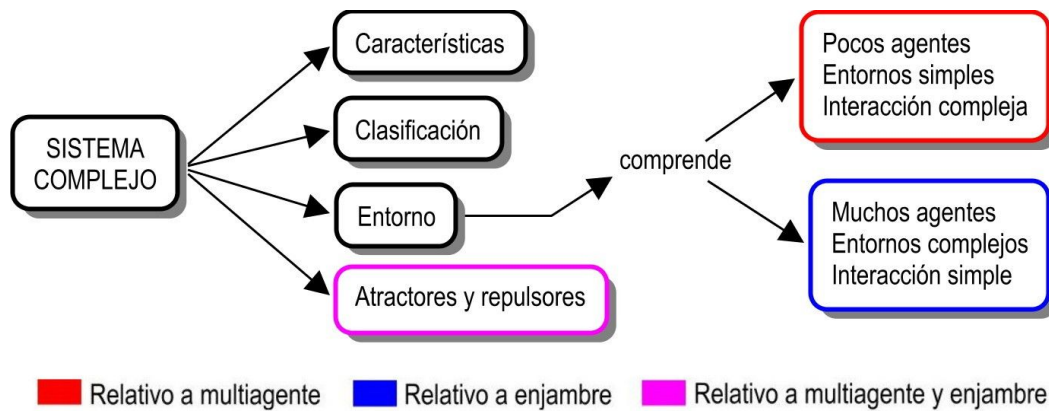 SISTEMA
COMPLEJO
Características
Clasificación
Entorno
Atractores y repulsores
comprende
Pocos agentes
Entornos simples
Interacción compleja
Muchos agentes
Entornos complejos
Interacción simple
Relativo a multiagente
Relativo a enjambre
Relativo a multiagente y enjambre